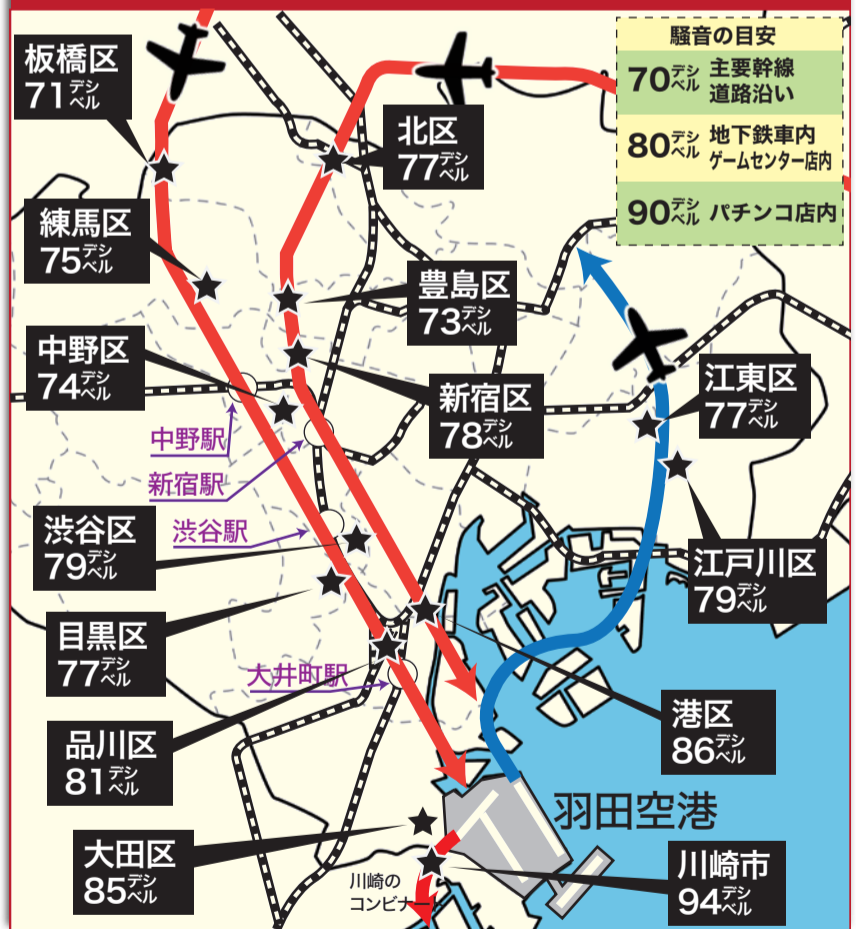 騒音の目安
70デシベル 主要幹線
道路沿い
80デシベル 地下鉄車内
ゲームセンター店内
90デシベル パチンコ店内
板橋区
71デシベル
北区
77デシベル
練馬区
75デシベル
豊島区
73デシベル
中野区
74デシベル
新宿区
78デシベル
江東区
77デシベル
中野駅
新宿駅
渋谷駅
渋谷区
79デシベル
江戸川区
79デシベル
目黒区
77デシベル
大井町駅
港区
86デシベル
品川区
81デシベル
羽田空港
大田区
85デシベル
川崎市
94デシベル
川崎の
コンビナート